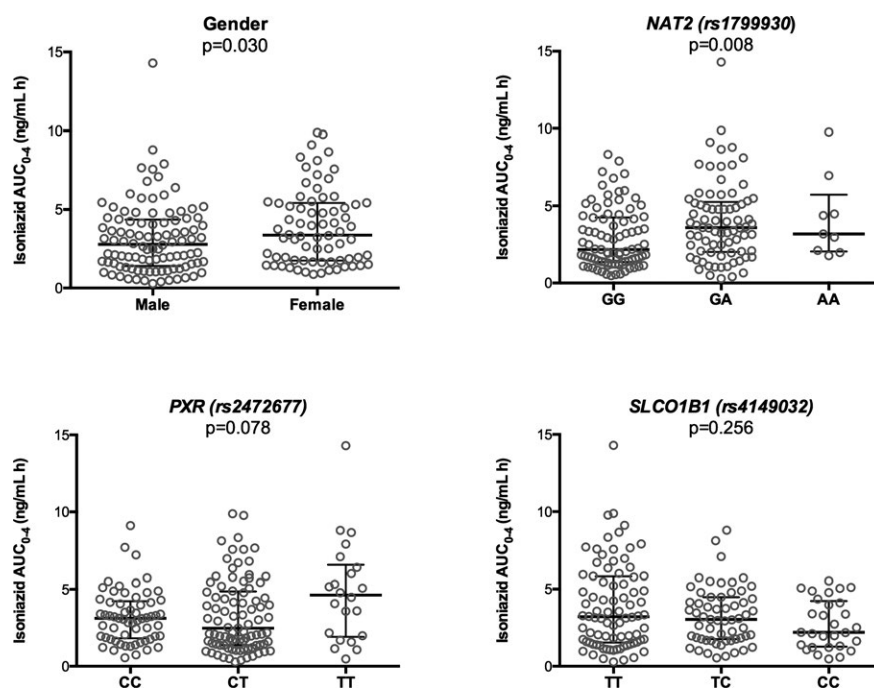 Gender
p=0.030
Isoniazid AUC0-4 (ng/mL h)
15
10
5
0
Male Female
NAT2 (rs1799930)
p=0.008
Isoniazid AUC0-4 (ng/mL h)
15
10
5
0
GG GA AA
PXR (rs2472677)
p=0.078
Isoniazid AUC0-4 (ng/mL h)
15
10
5
0
CC CT TT
SLCO1B1 (rs4149032)
p=0.256
Isoniazid AUC0-4 (ng/mL h)
15
10
5
0
TT TC CC